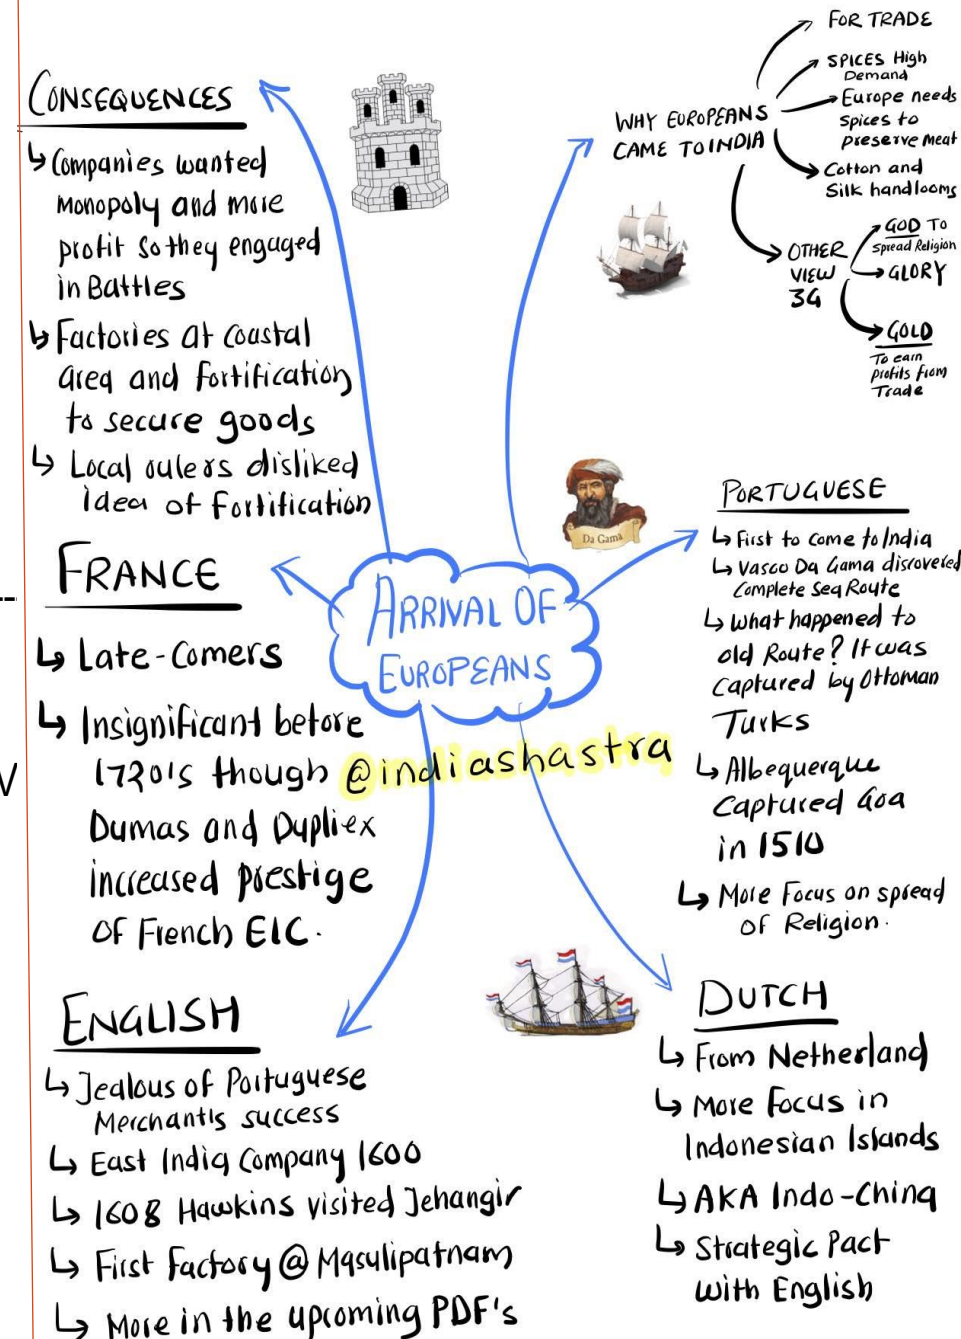 CONSEQUENCES
Companies wanted
Monopoly and more
profit so they engaged
in Battles
Factories at coastal
area and fortification
to secure goods
Local rulers disliked
idea of Fortification
FRANCE
Late-Comers
Insignificant before
1720's though
Dumas and Dupliex
increased prestige
of French EIC.
ENGLISH
Jealous of Portuguese
Merchants success
East India Company 1600
1608 Hawkins visited Jehangir
First Factory @ Masulipatnam
More in the upcoming PDF's
ARRIVAL OF
EUROPEANS
@indiashastra
WHY EUROPEANS
CAME TO INDIA
FOR TRADE
SPICES High
Demand
Europe needs
spices to
preserve meat
Cotton and
Silk handlooms
OTHER
VIEW
3G
GOD TO
Spread Religion
GLORY
GOLD
To earn
profits from
Trade
Da Gama
PORTUGUESE
First to come to India
Vasco Da Gama discovered
Complete Sea Route
What happened to
old Route? It was
captured by Ottoman
Turks
Albequerque
Captured Goa
in 1510
More Focus on spread
of Religion.
DUTCH
From Netherland
More Focus in
Indonesian Islands
AKA Indo-China
Strategic Pact
with English